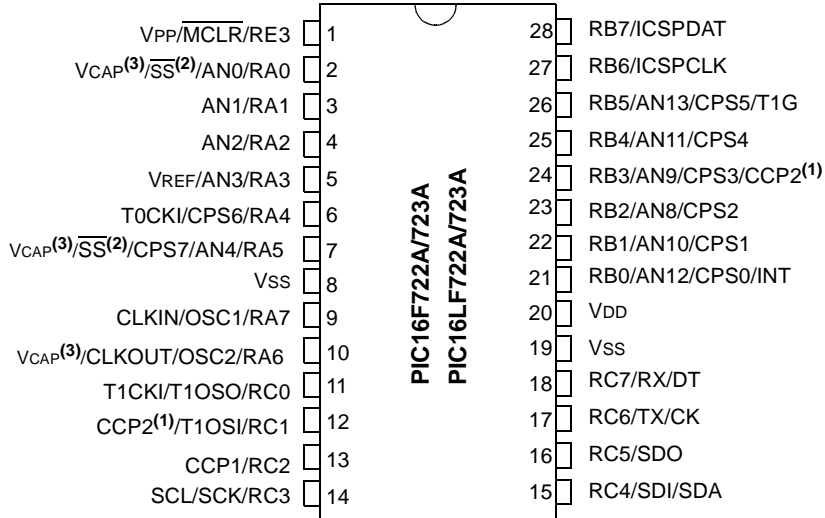 VPP/MCLR/RE3 1
VCAP(3)/SS(2)/AN0/RA0 2
AN1/RA1 3
AN2/RA2 4
VREF/AN3/RA3 5
T0CKI/CPS6/RA4 6
VCAP(3)/SS(2)/CPS7/AN4/RA5 7
VSS 8
CLKIN/OSC1/RA7 9
VCAP(3)/CLKOUT/OSC2/RA6 10
T1CKI/T1OSO/RC0 11
CCP2(1)/T1OSI/RC1 12
CCP1/RC2 13
SCL/SCK/RC3 14
PIC16F722A/723A
PIC16LF722A/723A
28 RB7/ICSPDAT
27 RB6/ICSPCLK
26 RB5/AN13/CPS5/T1G
25 RB4/AN11/CPS4
24 RB3/AN9/CPS3/CCP2(1)
23 RB2/AN8/CPS2
22 RB1/AN10/CPS1
21 RB0/AN12/CPS0/INT
20 VDD
19 VSS
18 RC7/RX/DT
17 RC6/TX/CK
16 RC5/SDO
15 RC4/SDI/SDA